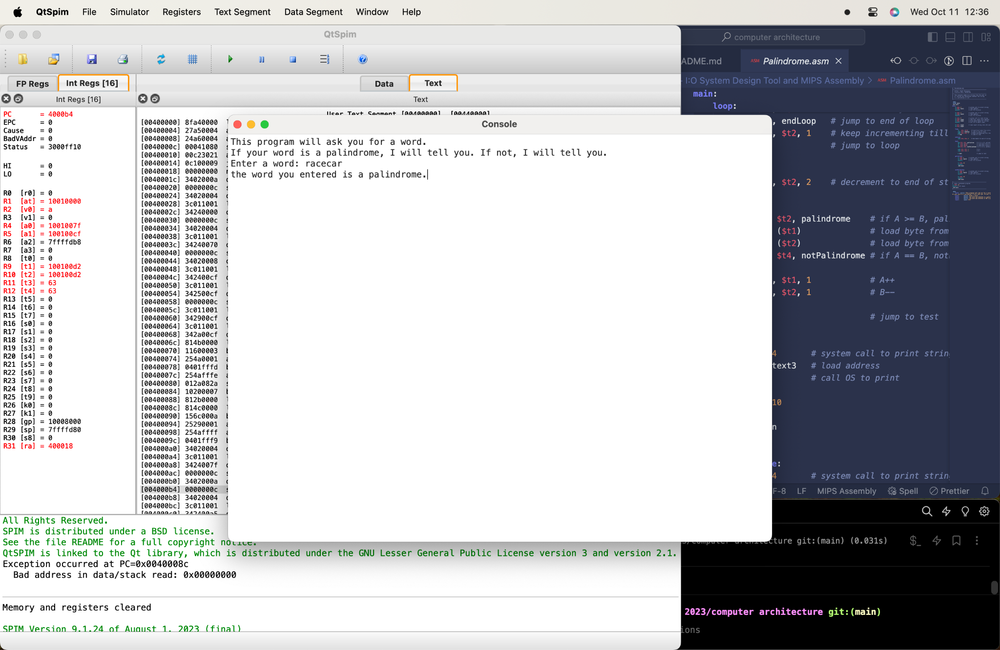 QtSpim File Simulator Registers Text Segment Data Segment Window Help
Wed Oct 11 12:36
QtSpim
FP Regs
Int Regs [16]
Data
Text
Int Regs [16]
Text
PC = 4000b4
EPC = 0
Cause = 0
BadVAddr = 0
Status = 3000ff10
HI = 0
LO = 0
R0 [r0] = 0
R1 [at] = 10010000
R2 [v0] = a
R3 [v1] = 0
R4 [a0] = 1001007f
R5 [a1] = 100100cf
R6 [a2] = 7ffffdb8
R7 [a3] = 0
R8 [t0] = 0
R9 [t1] = 100100d2
R10 [t2] = 100100d2
R11 [t3] = 63
R12 [t4] = 63
R13 [t5] = 0
R14 [t6] = 0
R15 [t7] = 0
R16 [s0] = 0
R17 [s1] = 0
R18 [s2] = 0
R19 [s3] = 0
R20 [s4] = 0
R21 [s5] = 0
R22 [s6] = 0
R23 [s7] = 0
R24 [t8] = 0
R25 [t9] = 0
R26 [k0] = 0
R27 [k1] = 0
R28 [gp] = 10008000
R29 [sp] = 7ffffd80
R30 [s8] = 0
R31 [ra] = 400018
User Text Segment [00400000]..[00440000]
[00400000] 8fa40000
[00400004] 27a50004
[00400008] 24a60004
[0040000c] 00041080
[00400010] 00c23021
[00400014] 0c100009
[00400018] 00000000
[0040001c] 3402000a
[00400020] 0000000c
[00400024] 34020004
[00400028] 3c011001
[0040002c] 34240000
[00400030] 0000000c
[00400034] 34020004
[00400038] 3c011001
[0040003c] 34240070
[00400040] 0000000c
[00400044] 34020008
[00400048] 3c011001
[0040004c] 342400cf
[00400050] 3c011001
[00400054] 342500cf
[00400058] 0000000c
[0040005c] 3c011001
[00400060] 342900cf
[00400064] 3c011001
[00400068] 342a00cf
[0040006c] 814b0000
[00400070] 11600003
[00400074] 254a0001
[00400078] 0401fffd
[0040007c] 254afffe
[00400080] 012a082a
[00400084] 10200007
[00400088] 812b0000
[0040008c] 814c0000
[00400090] 156c000a
[00400094] 25290001
[00400098] 254affff
[0040009c] 0401fff9
[004000a0] 34020004
[004000a4] 3c011001
[004000a8] 3424007f
[004000ac] 0000000c
[004000b0] 3402000a
[004000b4] 0000000c
[004000b8] 34020004
[004000bc] 3c011001
[004000c0] 342400a5
Console
This program will ask you for a word.
If your word is a palindrome, I will tell you. If not, I will tell you.
Enter a word: racecar
the word you entered is a palindrome.
All Rights Reserved.
SPIM is distributed under a BSD license.
See the file README for a full copyright notice.
QtSPIM is linked to the Qt library, which is distributed under the GNU Lesser General Public License version 3 and version 2.1.
Exception occurred at PC=0x0040008c
Bad address in data/stack read: 0x00000000
Memory and registers cleared
SPIM Version 9.1.24 of August 1, 2023 (final)
computer architecture
ADME.md
ASM Palindrome.asm
I:O System Design Tool and MIPS Assembly > ASM Palindrome.asm
main:
loop:
, endLoop # jump to end of loop
, $t2, 1 # keep incrementing till
# jump to loop
, $t2, 2 # decrement to end of st
$t2, palindrome # if A >= B, pal
($t1) # load byte from
($t2) # load byte from
$t4, notPalindrome # if A == B, not
, $t1, 1 # A++
, $t2, 1 # B--
# jump to test
4 # system call to print strin
text3 # load address
# call OS to print
10
n
e:
4 # system call to print strin
F-8 LF MIPS Assembly Spell Prettier
computer architecture git:(main) (0.031s)
2023/computer architecture git:(main)
ions